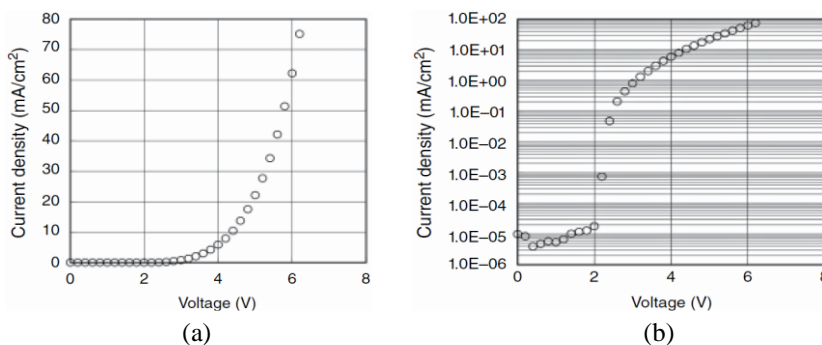 80
70
60
50
40
30
20
10
0
Current density (mA/cm²)
0 2 4 6 8
Voltage (V)
(a)
1.0E+02
1.0E+01
1.0E+00
1.0E−01
1.0E−02
1.0E−03
1.0E−04
1.0E−05
1.0E−06
Current density (mA/cm²)
0 2 4 6 8
Voltage (V)
(b)